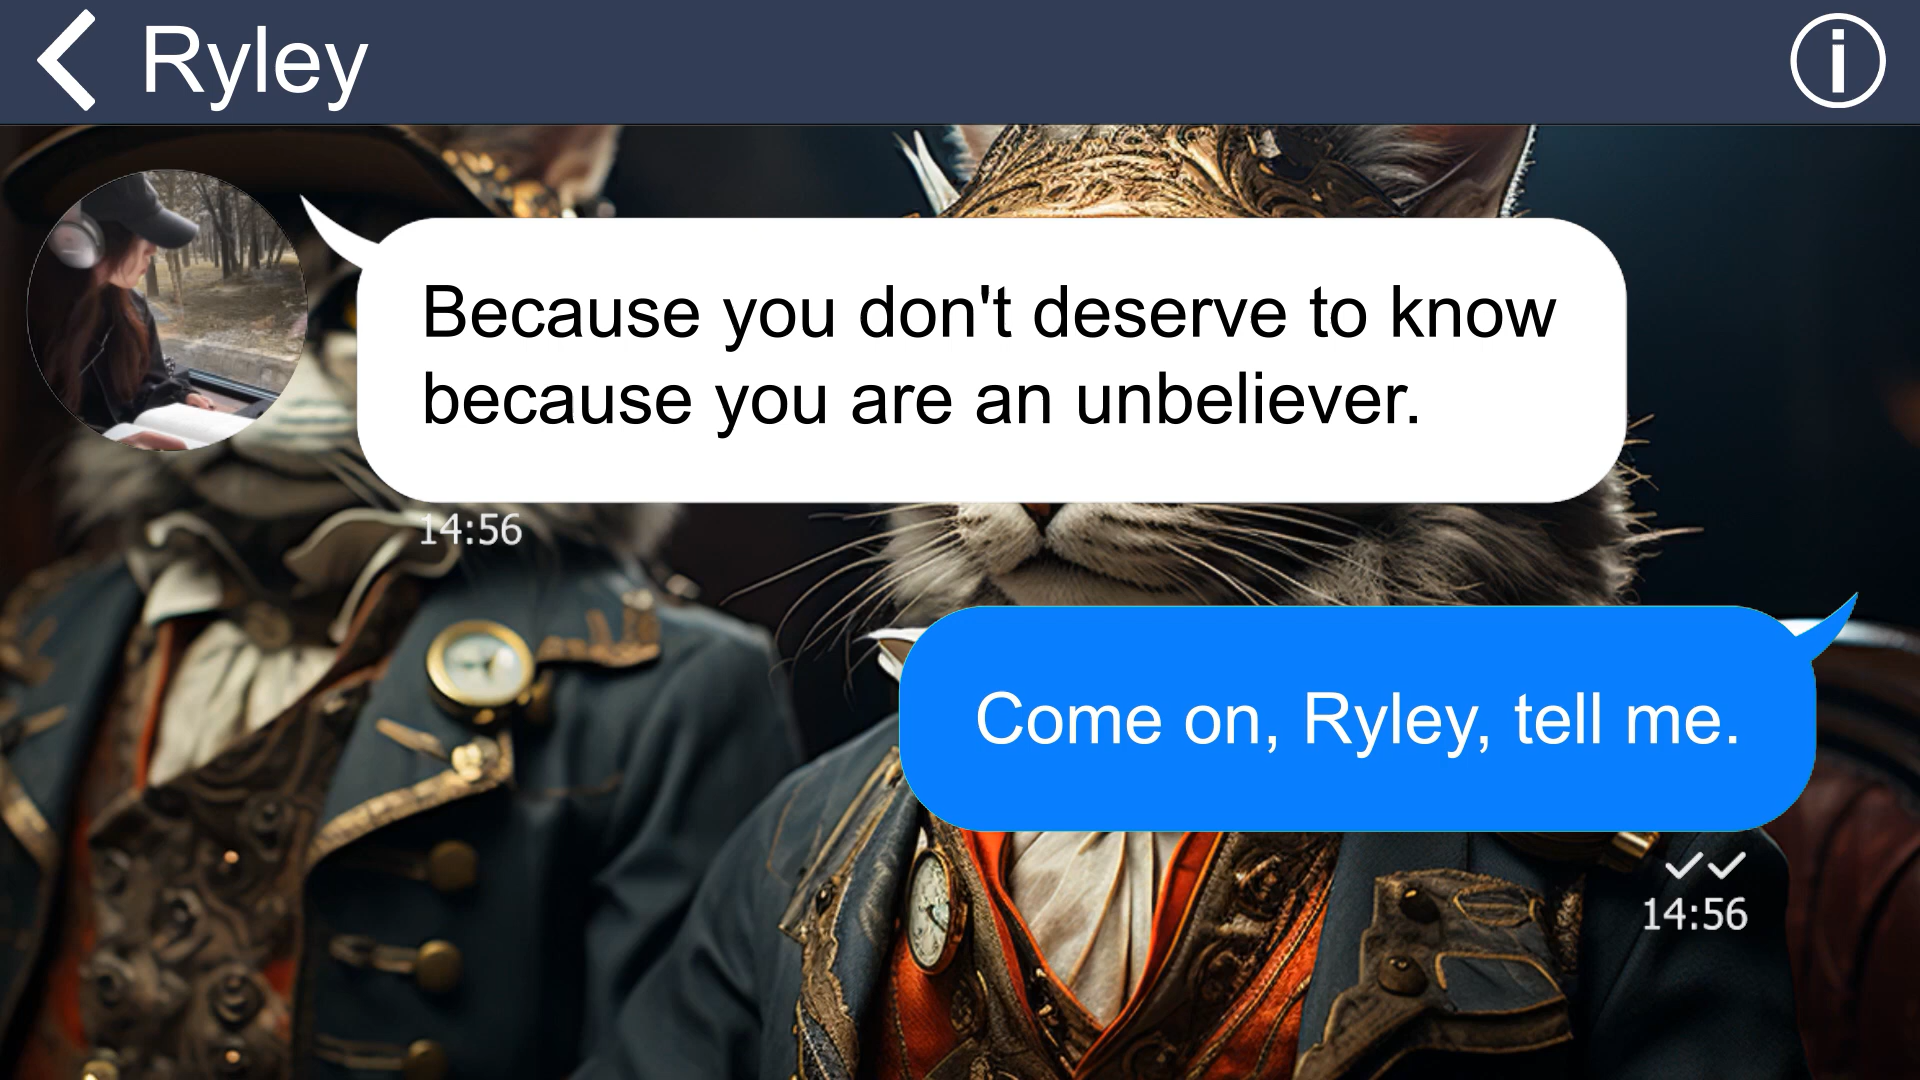 Ryley
Because you don't deserve to know
because you are an unbeliever.
14:56
Come on, Ryley, tell me.
14:56